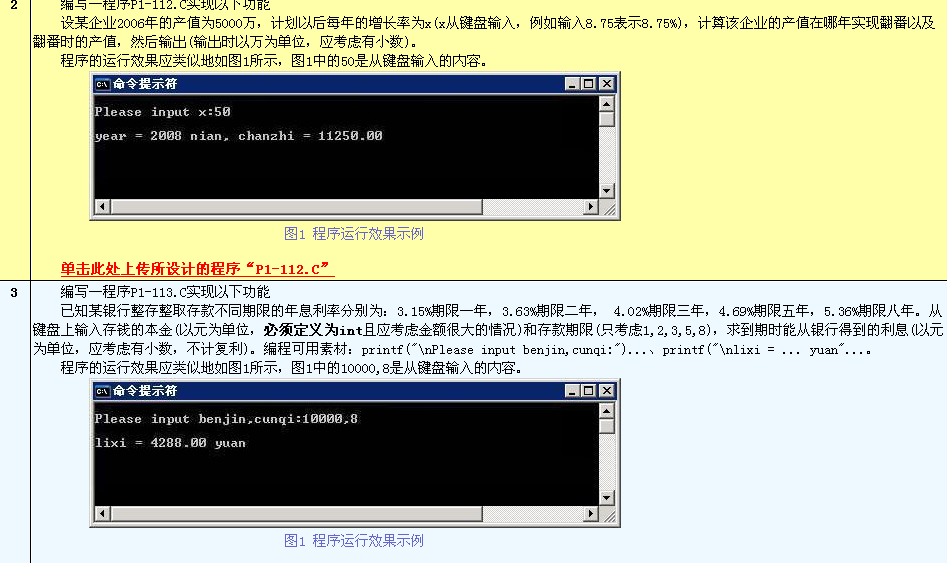 2 编写一程序P1-112.C实现以下功能
设某企业2006年的产值为5000万，计划以后每年的增长率为x(x从键盘输入，例如输入8.75表示8.75%)，计算该企业的产值在哪年实现翻番以及
翻番时的产值，然后输出(输出时以万为单位，应考虑有小数)。
程序的运行效果应类似地如图1所示，图1中的50是从键盘输入的内容。
命令提示符
Please input x:50
year = 2008 nian, chanzhi = 11250.00
图1 程序运行效果示例
单击此处上传所设计的程序“P1-112.C”
3 编写一程序P1-113.C实现以下功能
已知某银行整存整取存款不同期限的年息利率分别为：3.15%期限一年，3.63%期限二年， 4.02%期限三年，4.69%期限五年，5.36%期限八年。从
键盘上输入存钱的本金(以元为单位，必须定义为int且应考虑金额很大的情况)和存款期限(只考虑1,2,3,5,8)，求到期时能从银行得到的利息(以元
为单位，应考虑有小数，不计复利)。编程可用素材：printf("\nPlease input benjin,cunqi:")...、printf("\nlixi = ... yuan"...。
程序的运行效果应类似地如图1所示，图1中的10000,8是从键盘输入的内容。
命令提示符
Please input benjin,cunqi:10000,8
lixi = 4288.00 yuan
图1 程序运行效果示例